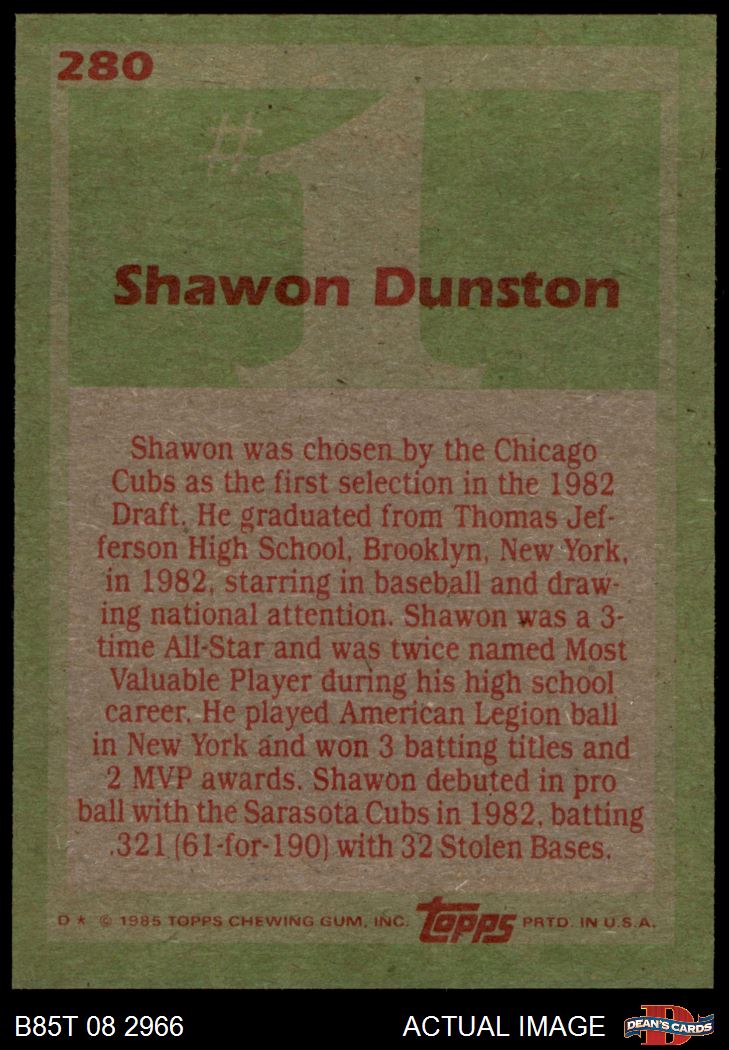 280
#1
Shawon Dunston
Shawon was chosen by the Chicago
Cubs as the first selection in the 1982
Draft. He graduated from Thomas Jef-
ferson High School, Brooklyn, New York,
in 1982, starring in baseball and draw-
ing national attention. Shawon was a 3-
time All-Star and was twice named Most
Valuable Player during his high school
career. He played American Legion ball
in New York and won 3 batting titles and
2 MVP awards. Shawon debuted in pro
ball with the Sarasota Cubs in 1982, batting
.321 (61-for-190) with 32 Stolen Bases.
D * © 1985 TOPPS CHEWING GUM, INC. Topps PRTD. IN U.S.A.
B85T 08 2966 ACTUAL IMAGE D DEAN'S CARDS